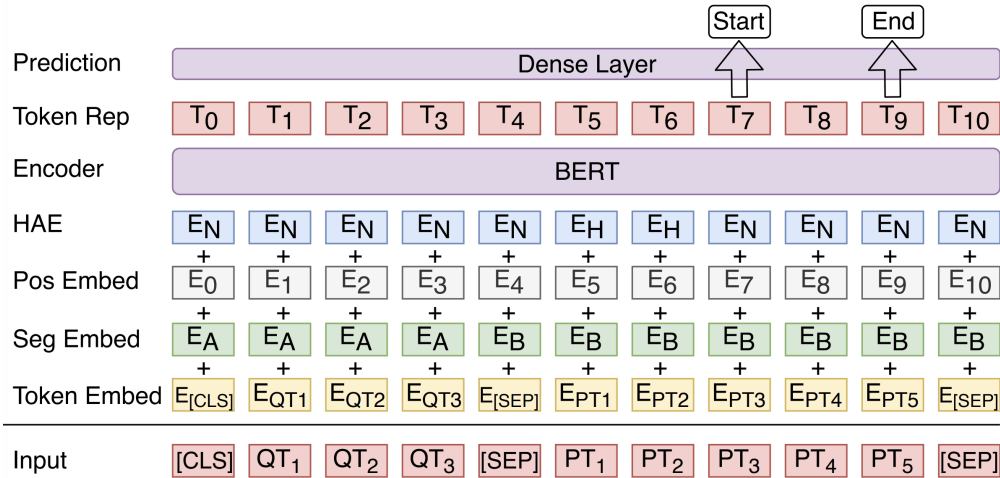 Start End
Prediction Dense Layer
Token Rep T0 T1 T2 T3 T4 T5 T6 T7 T8 T9 T10
Encoder BERT
HAE EN EN EN EN EN EH EH EN EN EN EN
+ + + + + + + + + + +
Pos Embed E0 E1 E2 E3 E4 E5 E6 E7 E8 E9 E10
+ + + + + + + + + + +
Seg Embed EA EA EA EA EB EB EB EB EB EB EB
+ + + + + + + + + + +
Token Embed E[CLS] EQT1 EQT2 EQT3 E[SEP] EPT1 EPT2 EPT3 EPT4 EPT5 E[SEP]
Input [CLS] QT1 QT2 QT3 [SEP] PT1 PT2 PT3 PT4 PT5 [SEP]